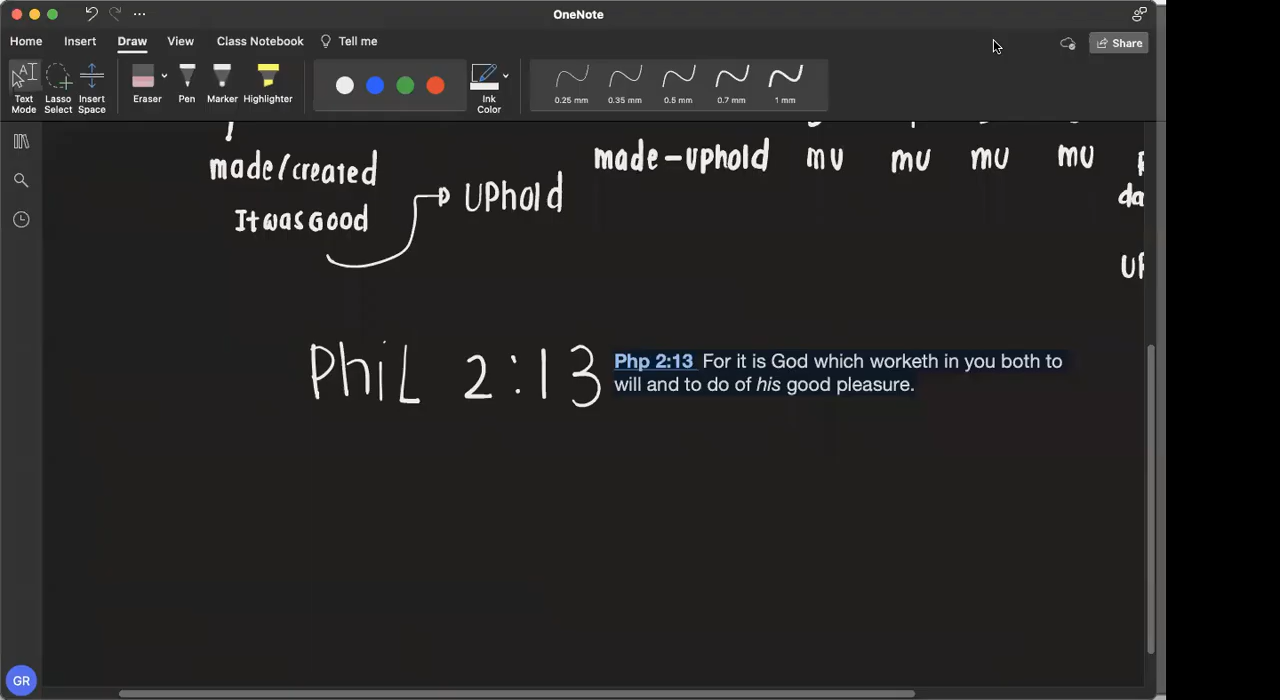 OneNote
Home Insert Draw View Class Notebook Tell me
Share
Text Mode
Lasso Select
Insert Space
Eraser
Pen
Marker
Highlighter
Ink Color
0.25 mm
0.35 mm
0.5 mm
0.7 mm
1 mm
made/created
It was Good
UPhold
made-uphold mu mu mu mu
da
UP
PhiL 2:13
Php 2:13 For it is God which worketh in you both to
will and to do of his good pleasure.
GR